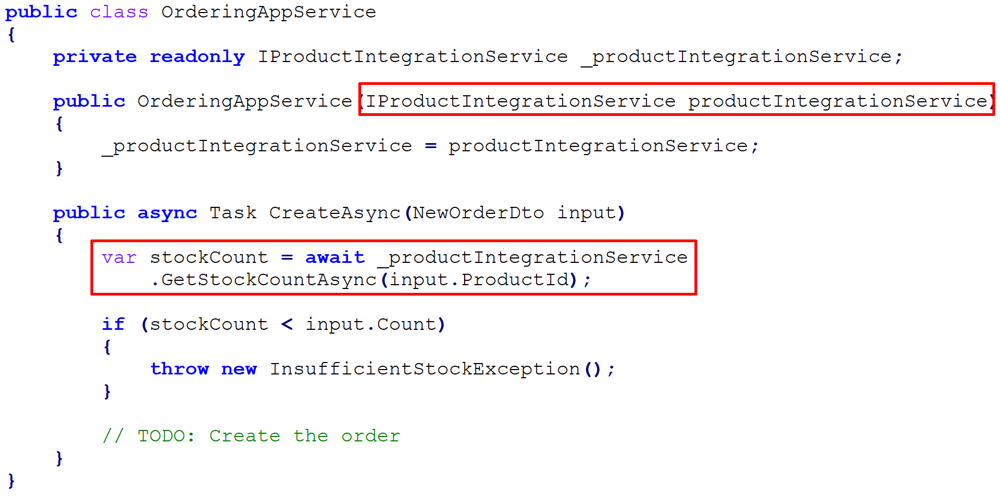 public class OrderingAppService
{
    private readonly IProductIntegrationService _productIntegrationService;
    public OrderingAppService(IProductIntegrationService productIntegrationService)
    {
        _productIntegrationService = productIntegrationService;
    }
    public async Task CreateAsync(NewOrderDto input)
    {
        var stockCount = await _productIntegrationService
            .GetStockCountAsync(input.ProductId);
        if (stockCount < input.Count)
        {
            throw new InsufficientStockException();
        }
        // TODO: Create the order
    }
}